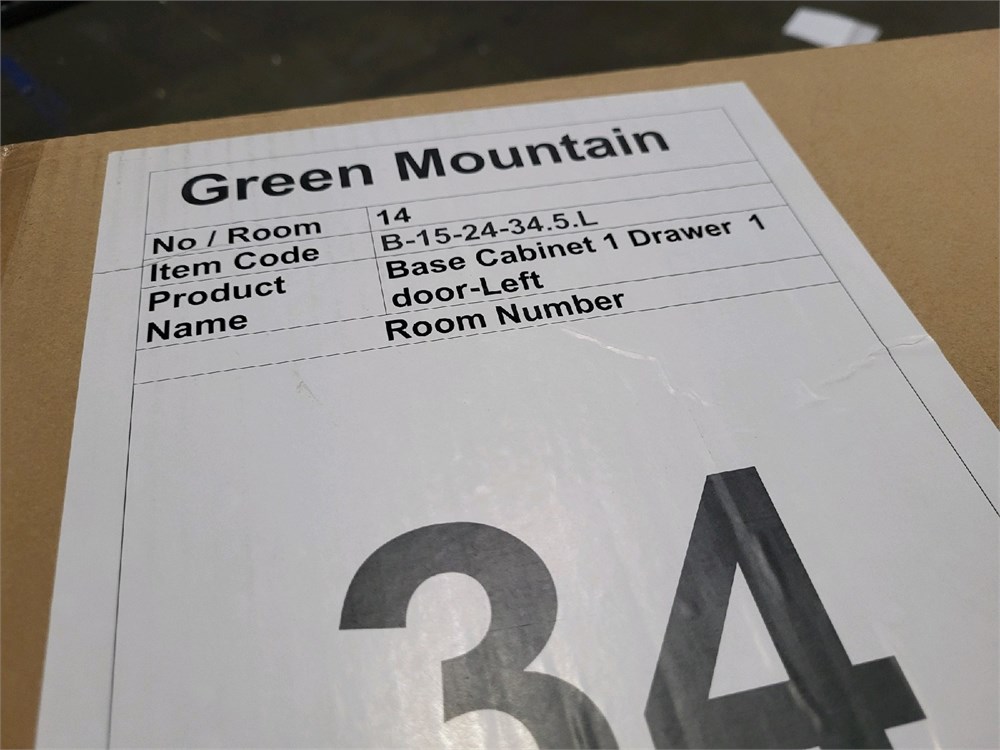 Green Mountain
No / Room 14
Item Code B-15-24-34.5.L
Product Base Cabinet 1 Drawer 1
Name door-Left
Room Number
34